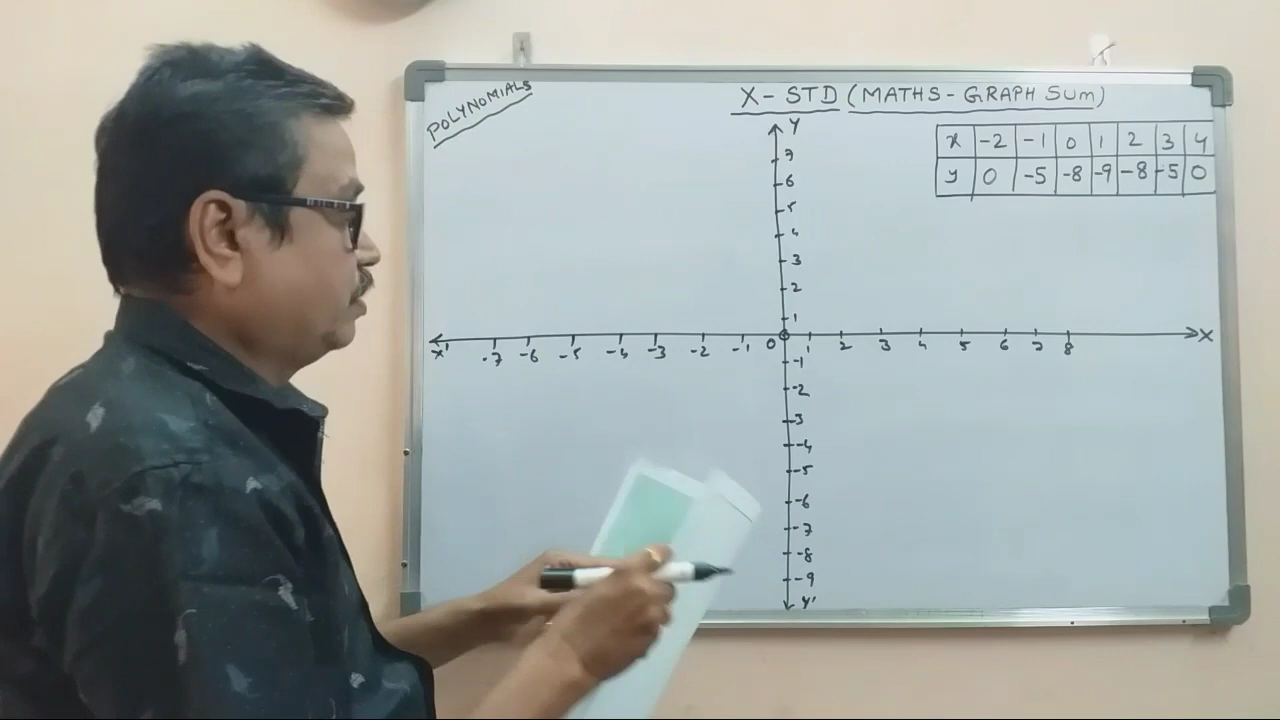 POLYNOMIALS
X - STD (MATHS - GRAPH SUM)
x -2 -1 0 1 2 3 4
y 0 -5 -8 -9 -8 -5 0
Y
7
6
5
4
3
2
1
X' -7 -6 -5 -4 -3 -2 -1 0 1 2 3 4 5 6 7 8 X
-1
-2
-3
-4
-5
-6
-7
-8
-9
Y'